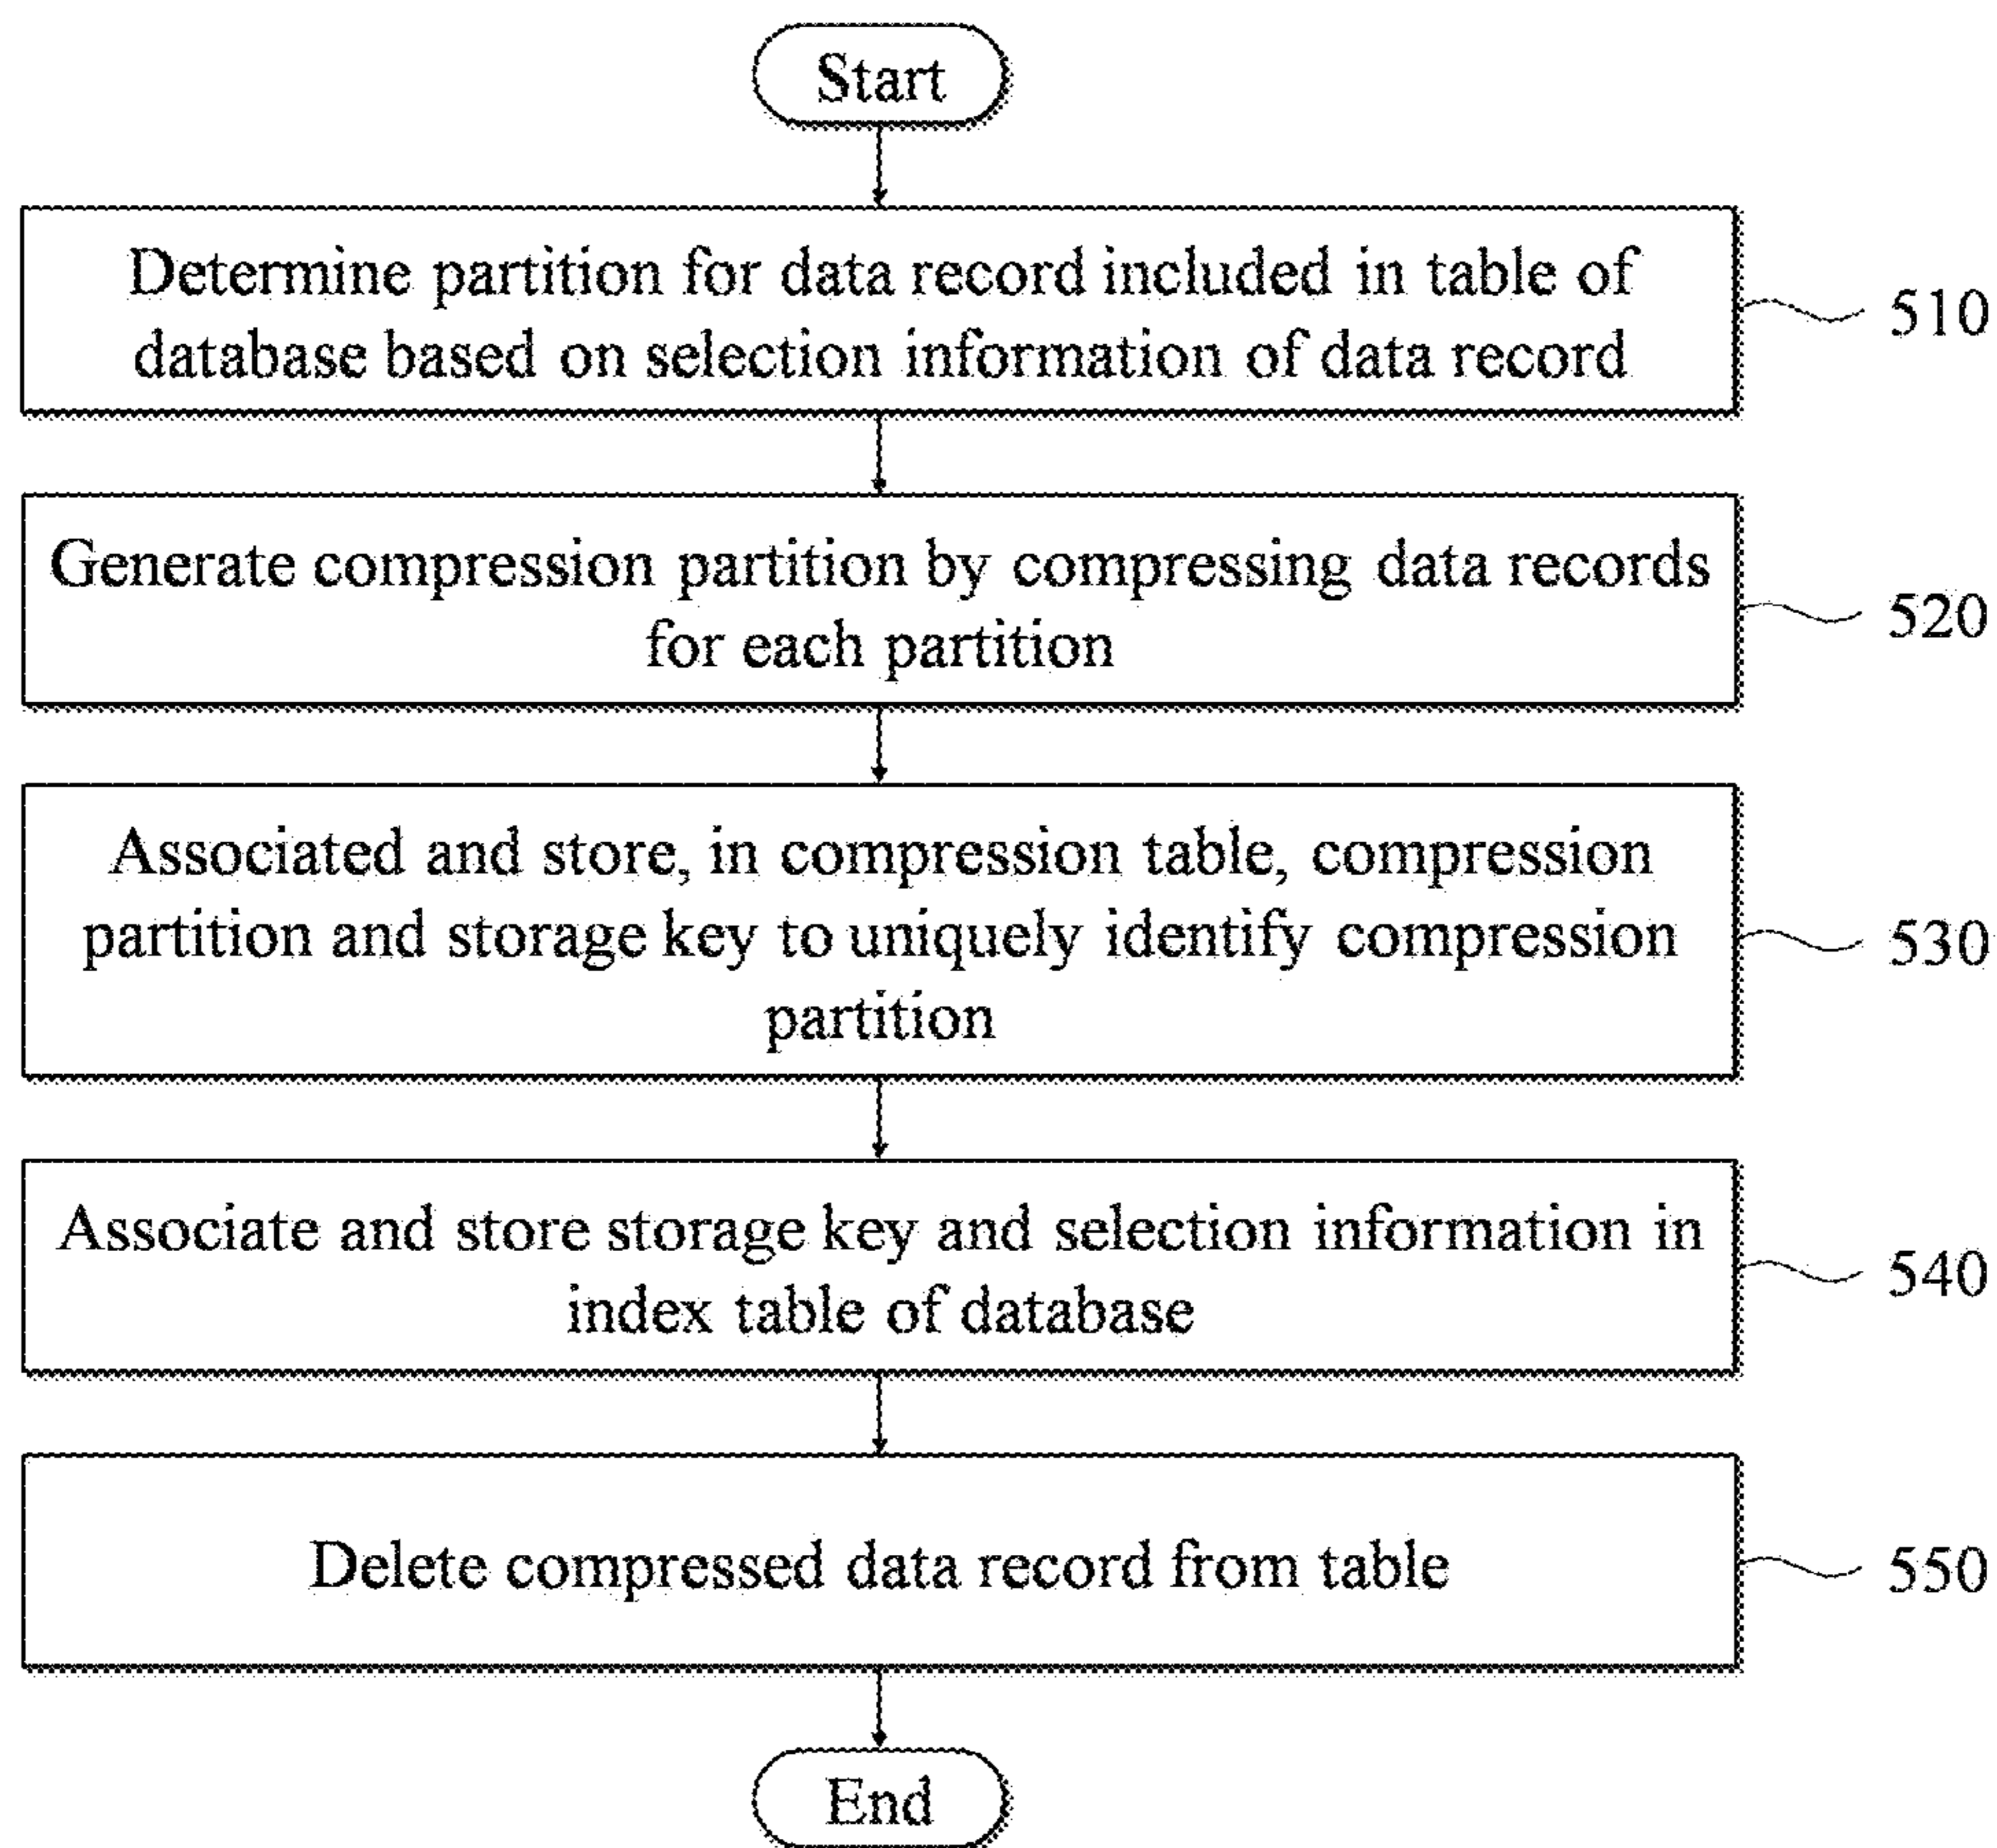 Start
Determine partition for data record included in table of
database based on selection information of data record
510
Generate compression partition by compressing data records
for each partition
520
Associated and store, in compression table, compression
partition and storage key to uniquely identify compression
partition
530
Associate and store storage key and selection information in
index table of database
540
Delete compressed data record from table
550
End